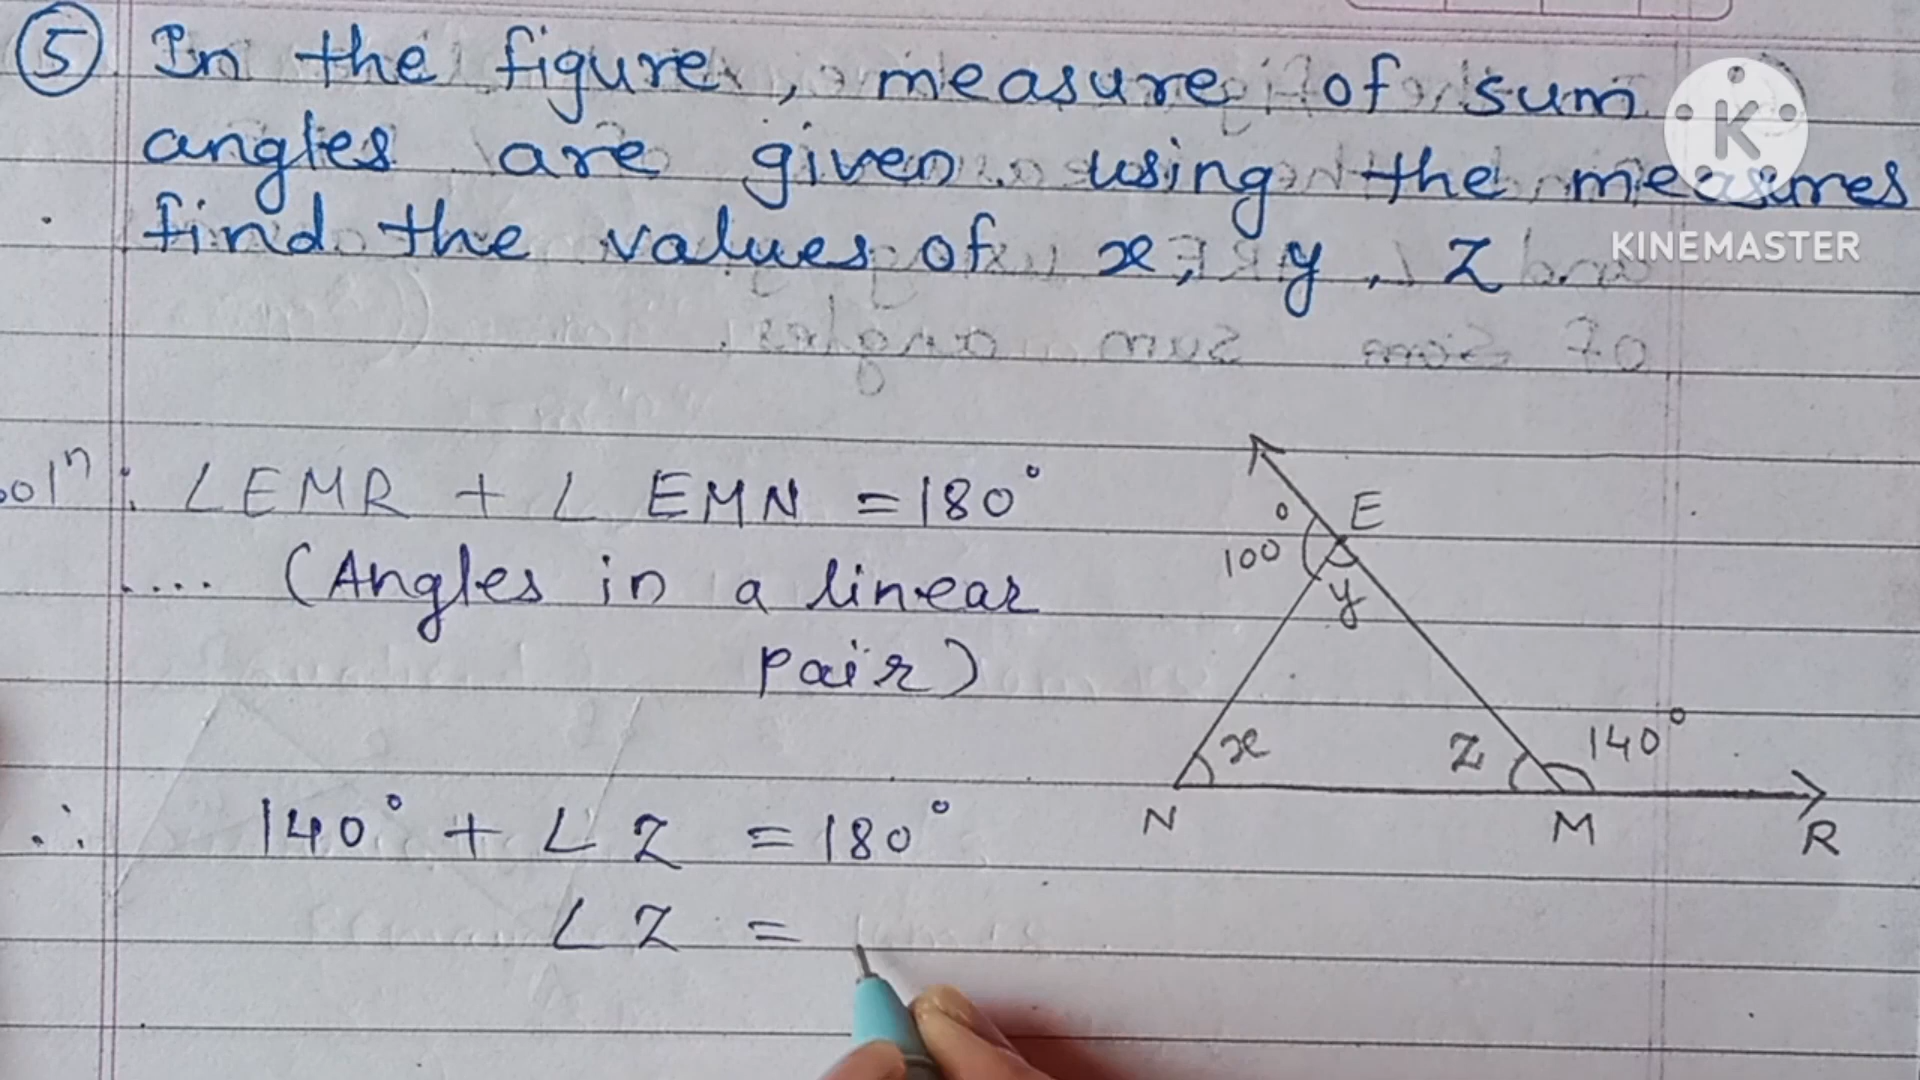 5 In the figure, measure of sum
angles are given. using the measures
find the values of x, y, z
K
KINEMASTER
soln : ∠EMR + ∠ EMN = 180°
.... (Angles in a linear
pair)
∴ 140° + ∠ z = 180°
∠ z =
E
100°
y
x
z
140°
N
M
R